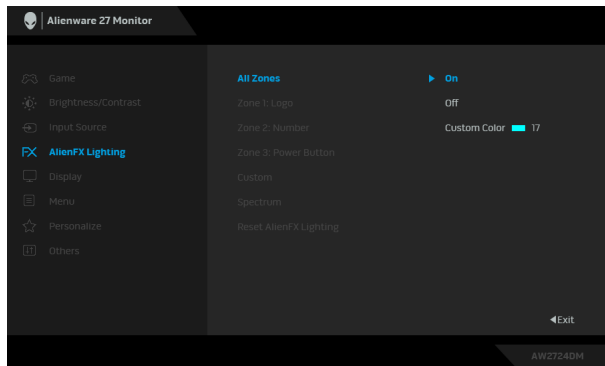 Alienware 27 Monitor
Game
Brightness/Contrast
Input Source
FX AlienFX Lighting
Display
Menu
Personalize
Others
All Zones
Zone 1: Logo
Zone 2: Number
Zone 3: Power Button
Custom
Spectrum
Reset AlienFX Lighting
On
Off
Custom Color 17
Exit
AW2724DM